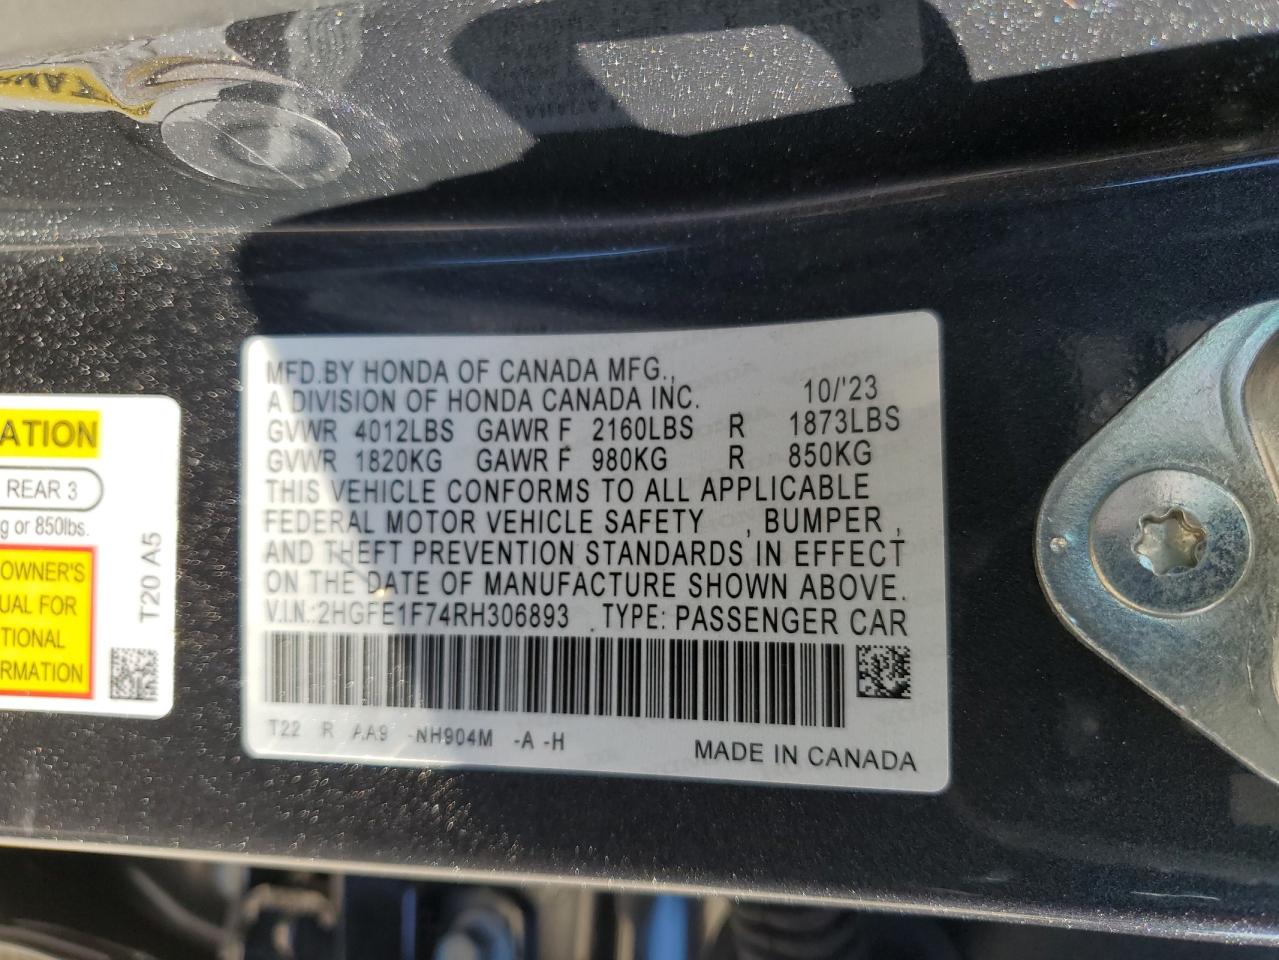 TAKA
ATION
REAR 3
g or 850lbs.
OWNER'S
UAL FOR
TIONAL
RMATION
T20 A5
MFD.BY HONDA OF CANADA MFG.,
A DIVISION OF HONDA CANADA INC. 10/'23
GVWR 4012LBS GAWR F 2160LBS R 1873LBS
GVWR 1820KG GAWR F 980KG R 850KG
THIS VEHICLE CONFORMS TO ALL APPLICABLE
FEDERAL MOTOR VEHICLE SAFETY , BUMPER ,
AND THEFT PREVENTION STANDARDS IN EFFECT
ON THE DATE OF MANUFACTURE SHOWN ABOVE.
V.I.N.:2HGFE1F74RH306893 . TYPE: PASSENGER CAR
T22 R AA9 -NH904M -A -H
MADE IN CANADA